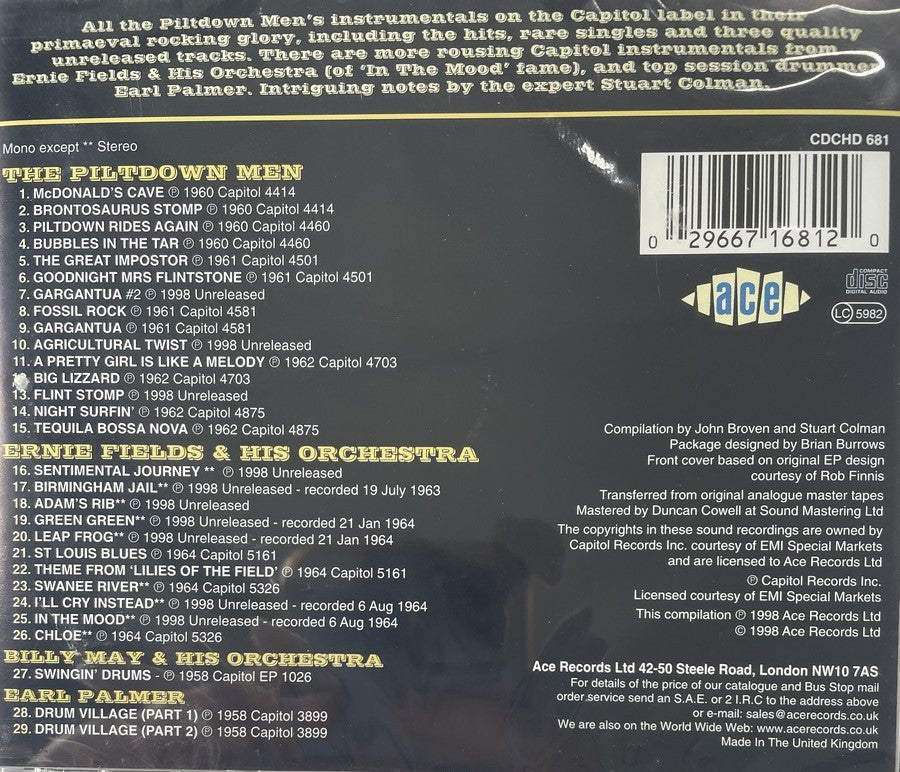 All the Piltdown Men's instrumentals on the Capitol label in their
primaeval rocking glory, including the hits, rare singles and three quality
unreleased tracks. There are more rousing Capitol instrumentals from
Ernie Fields & His Orchestra (of 'In The Mood' fame), and top session drummer
Earl Palmer. Intriguing notes by the expert Stuart Colman.
CDCHD 681
Mono except ** Stereo
THE PILTDOWN MEN
1. McDONALD'S CAVE ℗ 1960 Capitol 4414
2. BRONTOSAURUS STOMP ℗ 1960 Capitol 4414
3. PILTDOWN RIDES AGAIN ℗ 1960 Capitol 4460
4. BUBBLES IN THE TAR ℗ 1960 Capitol 4460
5. THE GREAT IMPOSTOR ℗ 1961 Capitol 4501
6. GOODNIGHT MRS FLINTSTONE ℗ 1961 Capitol 4501
7. GARGANTUA #2 ℗ 1998 Unreleased
8. FOSSIL ROCK ℗ 1961 Capitol 4581
9. GARGANTUA ℗ 1961 Capitol 4581
10. AGRICULTURAL TWIST ℗ 1998 Unreleased
11. A PRETTY GIRL IS LIKE A MELODY ℗ 1962 Capitol 4703
BIG LIZZARD ℗ 1962 Capitol 4703
13. FLINT STOMP ℗ 1998 Unreleased
14. NIGHT SURFIN' ℗ 1962 Capitol 4875
15. TEQUILA BOSSA NOVA ℗ 1962 Capitol 4875
ERNIE FIELDS & HIS ORCHESTRA
16. SENTIMENTAL JOURNEY ** ℗ 1998 Unreleased
17. BIRMINGHAM JAIL** ℗ 1998 Unreleased - recorded 19 July 1963
18. ADAM'S RIB** ℗ 1998 Unreleased
19. GREEN GREEN** ℗ 1998 Unreleased - recorded 21 Jan 1964
20. LEAP FROG** ℗ 1998 Unreleased - recorded 21 Jan 1964
21. ST LOUIS BLUES ℗ 1964 Capitol 5161
22. THEME FROM 'LILIES OF THE FIELD' ℗ 1964 Capitol 5161
23. SWANEE RIVER** ℗ 1964 Capitol 5326
24. I'LL CRY INSTEAD** ℗ 1998 Unreleased - recorded 6 Aug 1964
25. IN THE MOOD** ℗ 1998 Unreleased - recorded 6 Aug 1964
26. CHLOE** ℗ 1964 Capitol 5326
BILLY MAY & HIS ORCHESTRA
27. SWINGIN' DRUMS - ℗ 1958 Capitol EP 1026
EARL PALMER
28. DRUM VILLAGE (PART 1) ℗ 1958 Capitol 3899
29. DRUM VILLAGE (PART 2) ℗ 1958 Capitol 3899
0 29667 16812 0
ace
COMPACT
disc
DIGITAL AUDIO
LC 5982
Compilation by John Broven and Stuart Colman
Package designed by Brian Burrows
Front cover based on original EP design
courtesy of Rob Finnis
Transferred from original analogue master tapes
Mastered by Duncan Cowell at Sound Mastering Ltd
The copyrights in these sound recordings are owned by
Capitol Records Inc. courtesy of EMI Special Markets
and are licensed to Ace Records Ltd
℗ Capitol Records Inc.
Licensed courtesy of EMI Special Markets
This compilation ℗ 1998 Ace Records Ltd
© 1998 Ace Records Ltd
Ace Records Ltd 42-50 Steele Road, London NW10 7AS
For details of the price of our catalogue and Bus Stop mail
order service send an S.A.E. or 2 I.R.C to the address above
or e-mail: sales@acerecords.co.uk
We are also on the World Wide Web: www.acerecords.co.uk
Made In The United Kingdom